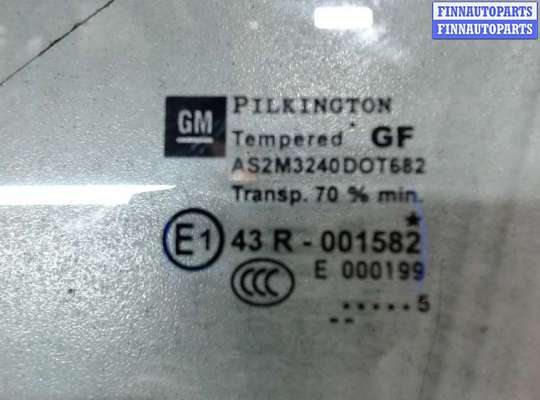 FINNAUTOPARTS
FINNAUTOPARTS
GM
PILKINGTON
Tempered GF
AS2M3240DOT682
Transp. 70 % min.
E1 43 R - 001582
CCC E 000199
.....5
--